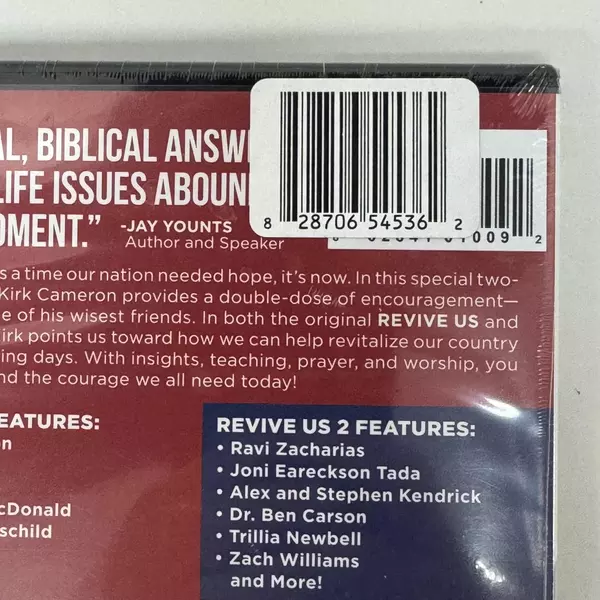 AL, BIBLICAL ANSW
LIFE ISSUES ABOUN
OMENT."
-JAY YOUNTS
Author and Speaker
8 28706 54536 2
009 2
s a time our nation needed hope, it's now. In this special two-
Kirk Cameron provides a double-dose of encouragement—
e of his wisest friends. In both the original REVIVE US and
irk points us toward how we can help revitalize our country
ing days. With insights, teaching, prayer, and worship, you
nd the courage we all need today!
EATURES:
on
cDonald
schild
REVIVE US 2 FEATURES:
• Ravi Zacharias
• Joni Eareckson Tada
• Alex and Stephen Kendrick
• Dr. Ben Carson
• Trillia Newbell
• Zach Williams
and More!